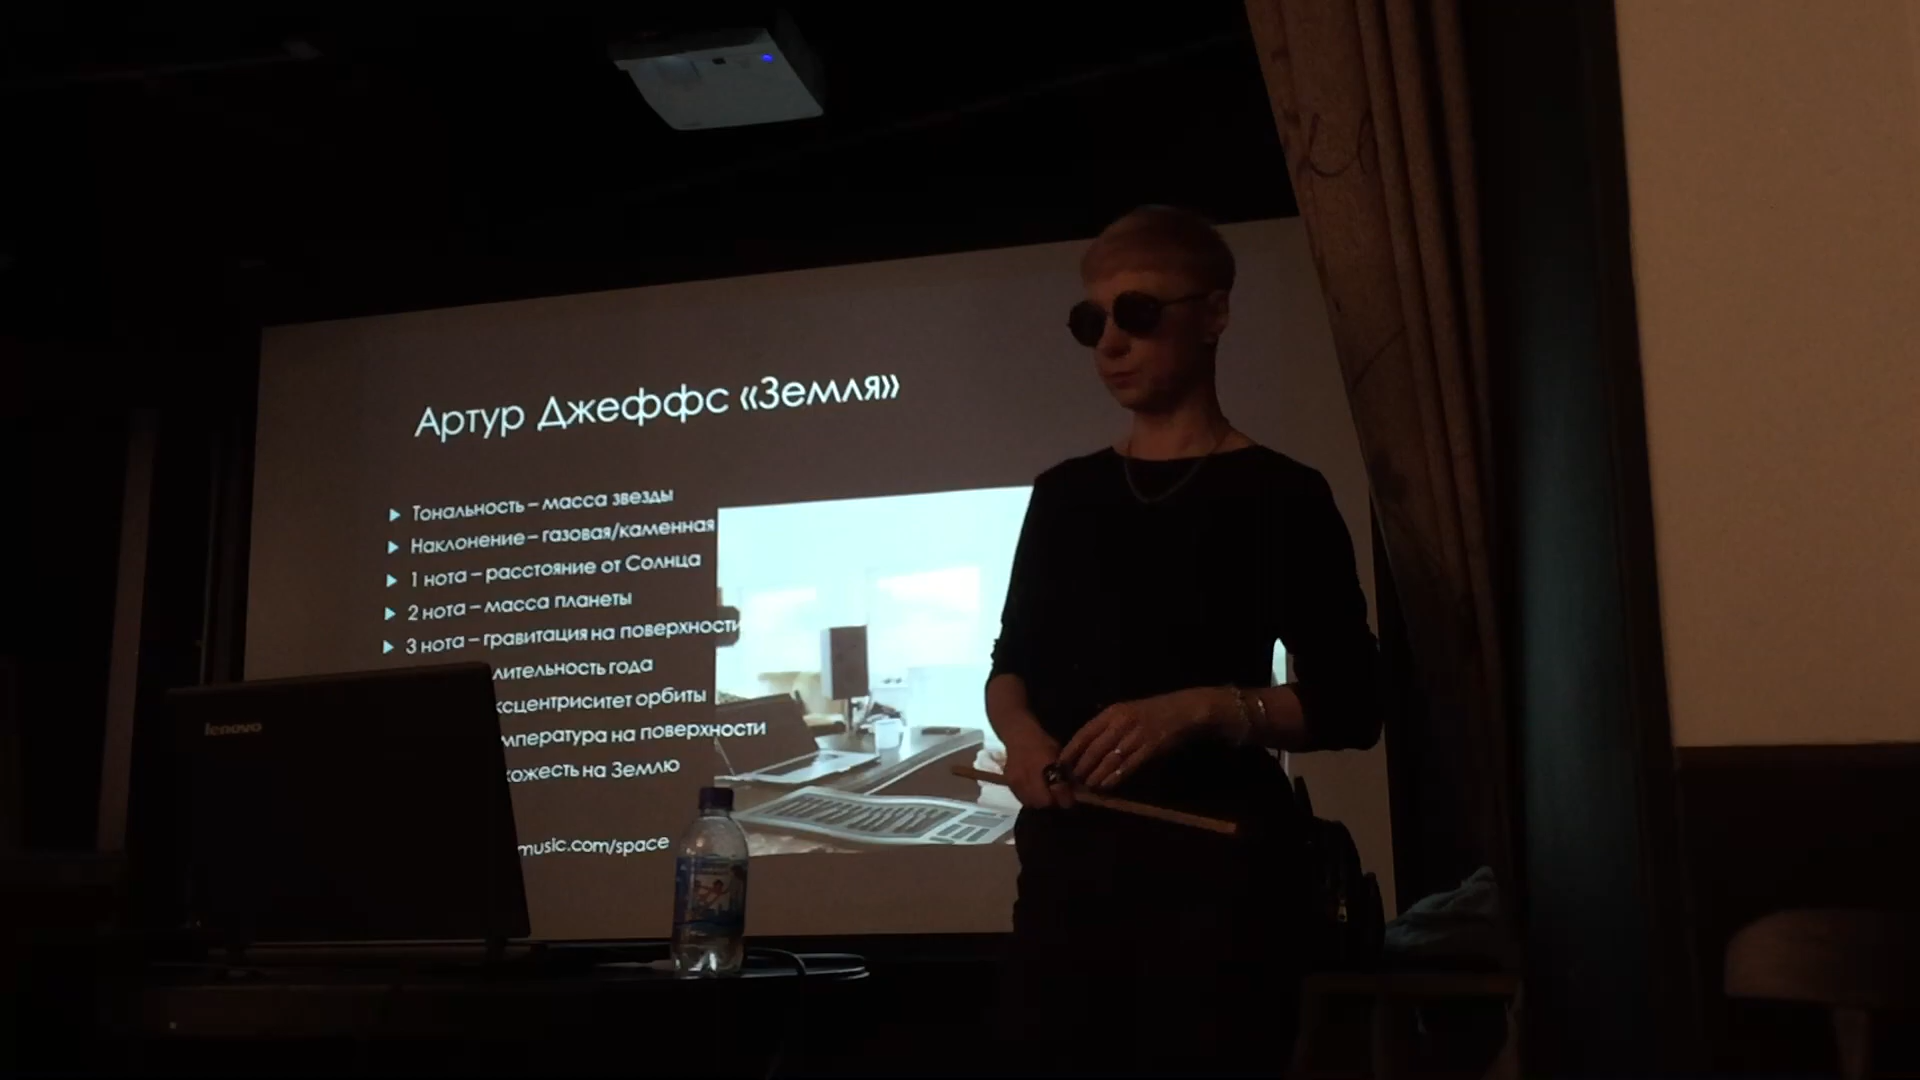 Артур Джеффс «Земля»
Тональность – масса звезды
Наклонение – газовая/каменная
1 нота – расстояние от Солнца
2 нота – масса планеты
3 нота – гравитация на поверхности
лительность года
ксцентриситет орбиты
мпература на поверхности
хожесть на Землю
music.com/space
lenovo